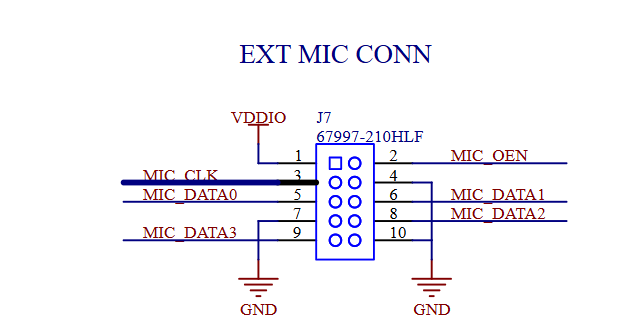 EXT MIC CONN
VDDIO
J7
67997-210HLF
1
2
MIC_OEN
MIC_CLK
3
4
MIC_DATA0
5
6
MIC_DATA1
7
8
MIC_DATA2
MIC_DATA3
9
10
GND
GND